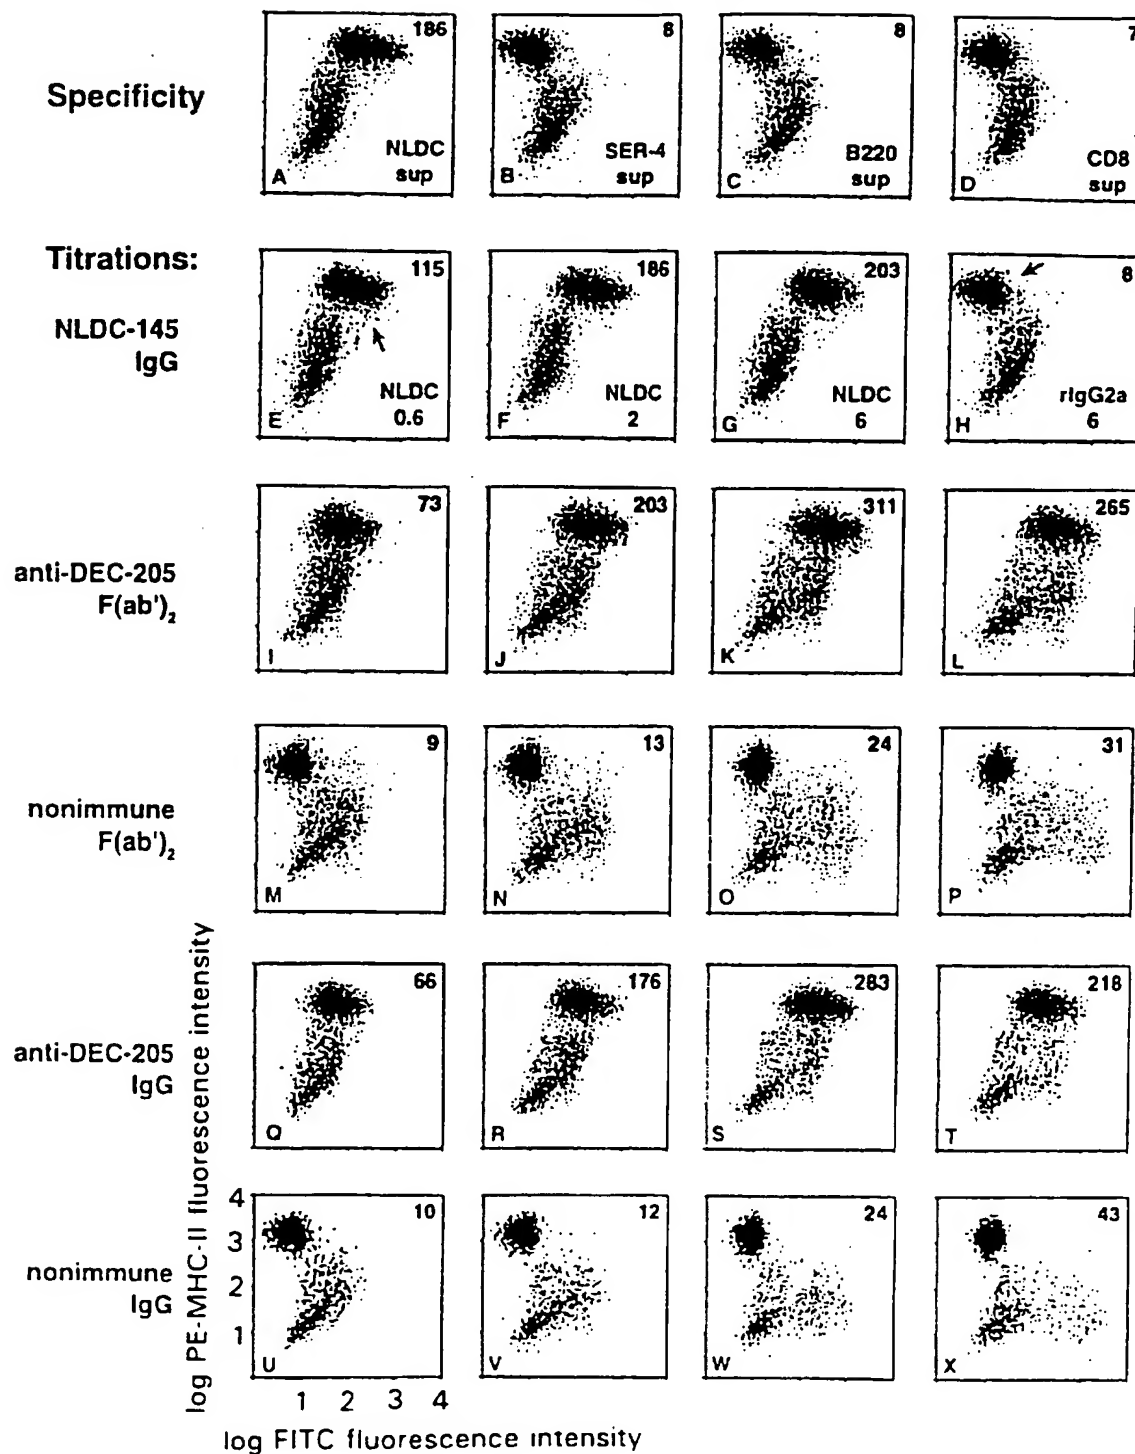 186
8
8
7
Specificity
A
NLDC
sup
B
SER-4
sup
C
B220
sup
D
CD8
sup
Titrations:
NLDC-145
IgG
115
186
203
8
E
NLDC
0.6
F
NLDC
2
G
NLDC
6
H
rIgG2a
6
anti-DEC-205
F(ab')₂
73
203
311
265
I
J
K
L
nonimmune
F(ab')₂
9
13
24
31
M
N
O
P
anti-DEC-205
IgG
66
176
283
218
Q
R
S
T
nonimmune
IgG
10
12
24
43
U
V
W
X
log PE-MHC-II fluorescence intensity
4
3
2
1
1 2 3 4
log FITC fluorescence intensity